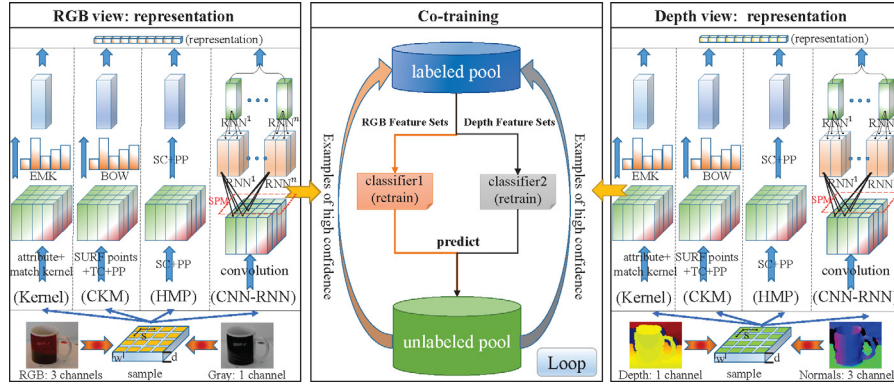 RGB view: representation
(representation)
RNN¹
RNNⁿ
EMK
BOW
SC+PP
RNN¹
RNNⁿ
SPM
attribute+
match kernel
SURF points
+TC+PP
SC+PP
convolution
(Kernel)
(CKM)
(HMP)
(CNN-RNN)
S
w
d
RGB: 3 channels
sample
Gray: 1 channel
Co-training
labeled pool
RGB Feature Sets
Depth Feature Sets
Examples of high confidence
Examples of high confidence
classifier1
(retrain)
classifier2
(retrain)
predict
unlabeled pool
Loop
Depth view: representation
(representation)
RNN¹
RNN
EMK
BOW
SC+PP
RNN¹
RNN
SPM
attribute+
match kernel
SURF points
+TC+PP
SC+PP
convolution
(Kernel)
(CKM)
(HMP)
(CNN-RNN)
S
w
d
Depth: 1 channel
sample
Normals: 3 channel